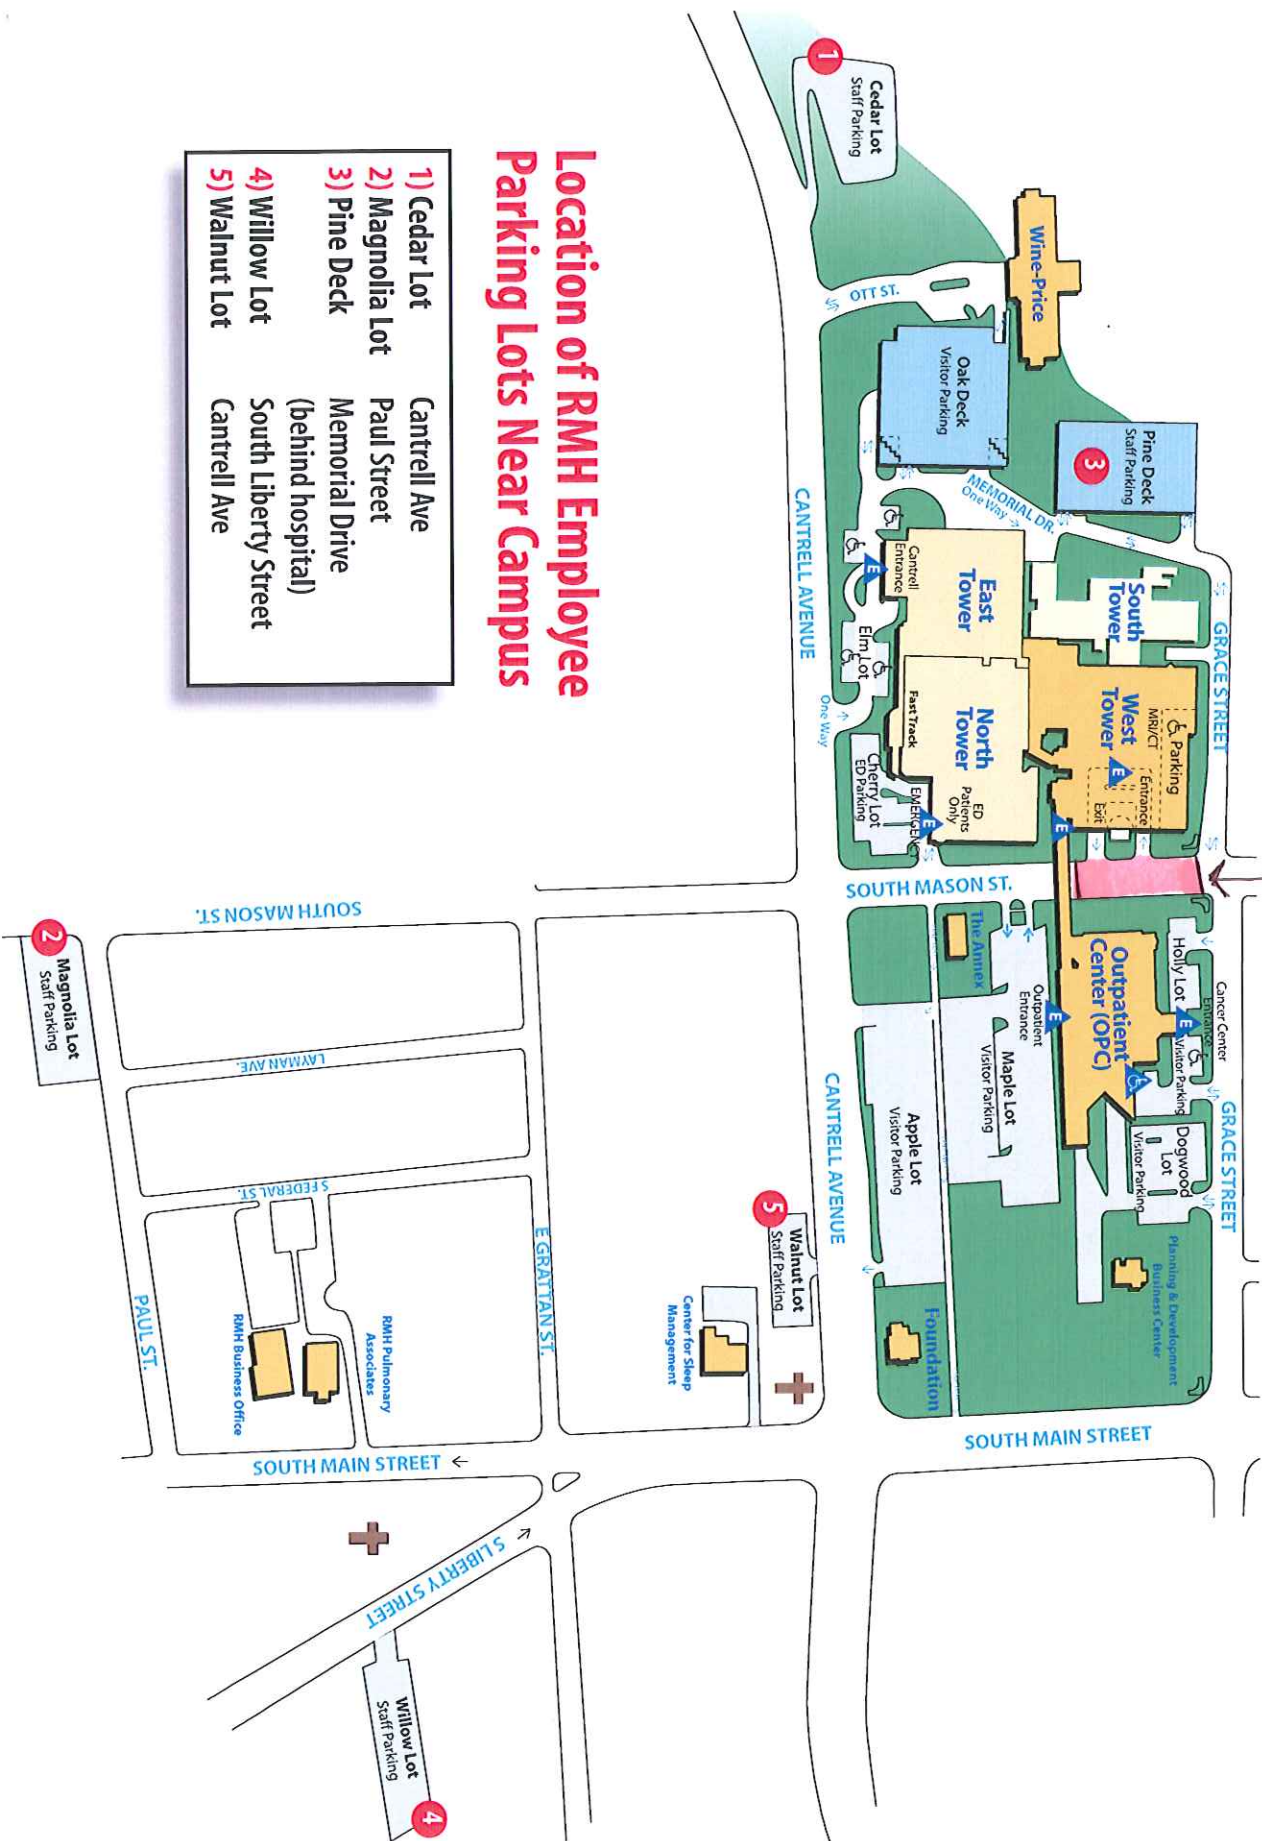 Location of RMH Employee
Parking Lots Near Campus
1) Cedar Lot Cantrell Ave
2) Magnolia Lot Paul Street
3) Pine Deck Memorial Drive
(behind hospital)
4) Willow Lot South Liberty Street
5) Walnut Lot Cantrell Ave
1
Cedar Lot
Staff Parking
Wine-Price
OTT ST.
Oak Deck
Visitor Parking
Pine Deck
Staff Parking
3
MEMORIAL DR.
One Way
GRACE STREET
South
Tower
East
Tower
Cantrell
Entrance
E
Elm Lot
CANTRELL AVENUE
One Way
North
Tower
Fast Track
ED
Patients
Only
EMERGENCY
E
Cherry Lot
ED Parking
West
Tower
E
MRI/CT
Parking
Entrance
Exit
E
SOUTH MASON ST.
The Annex
Outpatient
Center (OPC)
Outpatient
Entrance
E
Holly Lot
Visitor Parking
Cancer Center
Entrance
E
GRACE STREET
Dogwood
Lot
Visitor Parking
Maple Lot
Visitor Parking
Apple Lot
Visitor Parking
Planning & Development
Business Center
Foundation
CANTRELL AVENUE
SOUTH MAIN STREET
5
Walnut Lot
Staff Parking
Center for Sleep
Management
E GRATTAN ST.
SOUTH MASON ST.
LAYMAN AVE.
S FEDERAL ST.
2
Magnolia Lot
Staff Parking
PAUL ST.
RMH Pulmonary
Associates
RMH Business Office
SOUTH MAIN STREET
S LIBERTY STREET
Willow Lot
Staff Parking
4